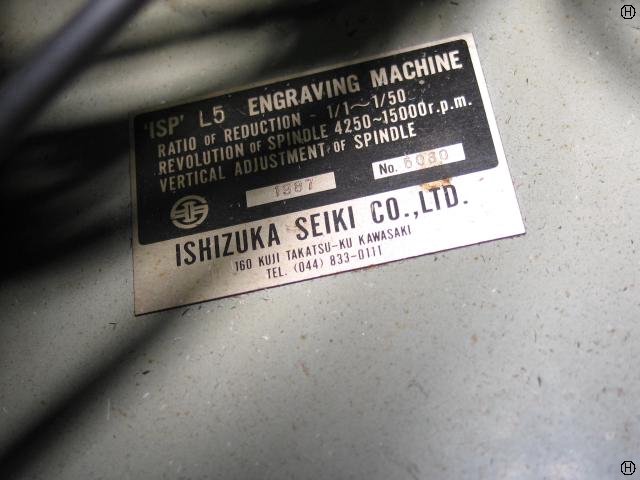 'ISP' L5 ENGRAVING MACHINE
RATIO OF REDUCTION - 1/1~1/50
REVOLUTION OF SPINDLE 4250~15000r.p.m.
VERTICAL ADJUSTMENT OF SPINDLE
1987 No. 6080
ISHIZUKA SEIKI CO.,LTD.
160 KUJI TAKATSU-KU KAWASAKI
TEL. (044) 833-0111
H
H
H